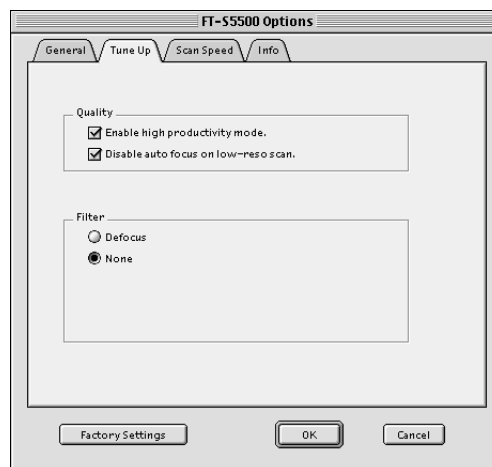 FT-S5500 Options
General Tune Up Scan Speed Info
Quality
Enable high productivity mode.
Disable auto focus on low-reso scan.
Filter
Defocus
None
Factory Settings OK Cancel